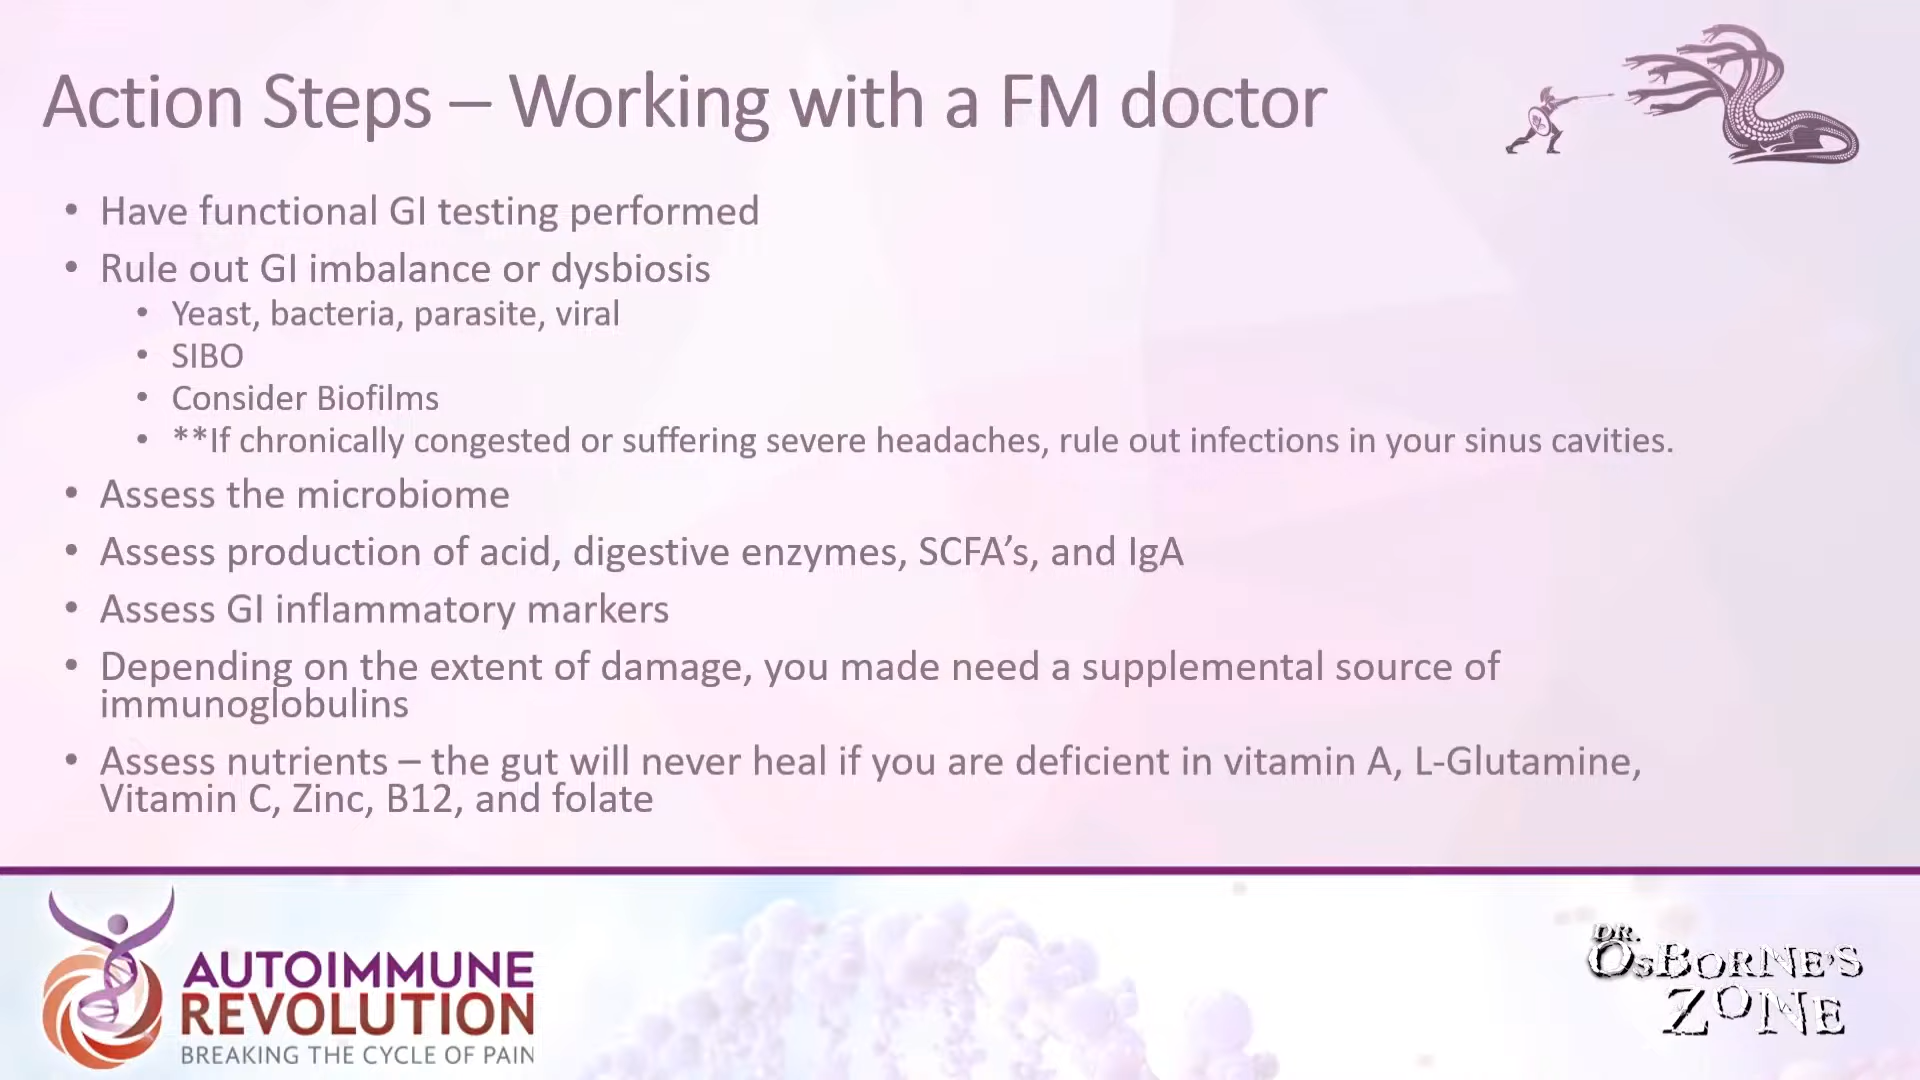 Action Steps – Working with a FM doctor
• Have functional GI testing performed
• Rule out GI imbalance or dysbiosis
• Yeast, bacteria, parasite, viral
• SIBO
• Consider Biofilms
• **If chronically congested or suffering severe headaches, rule out infections in your sinus cavities.
• Assess the microbiome
• Assess production of acid, digestive enzymes, SCFA’s, and IgA
• Assess GI inflammatory markers
• Depending on the extent of damage, you made need a supplemental source of
immunoglobulins
• Assess nutrients – the gut will never heal if you are deficient in vitamin A, L-Glutamine,
Vitamin C, Zinc, B12, and folate
AUTOIMMUNE
REVOLUTION
BREAKING THE CYCLE OF PAIN
DR.
OSBORNE'S
ZONE